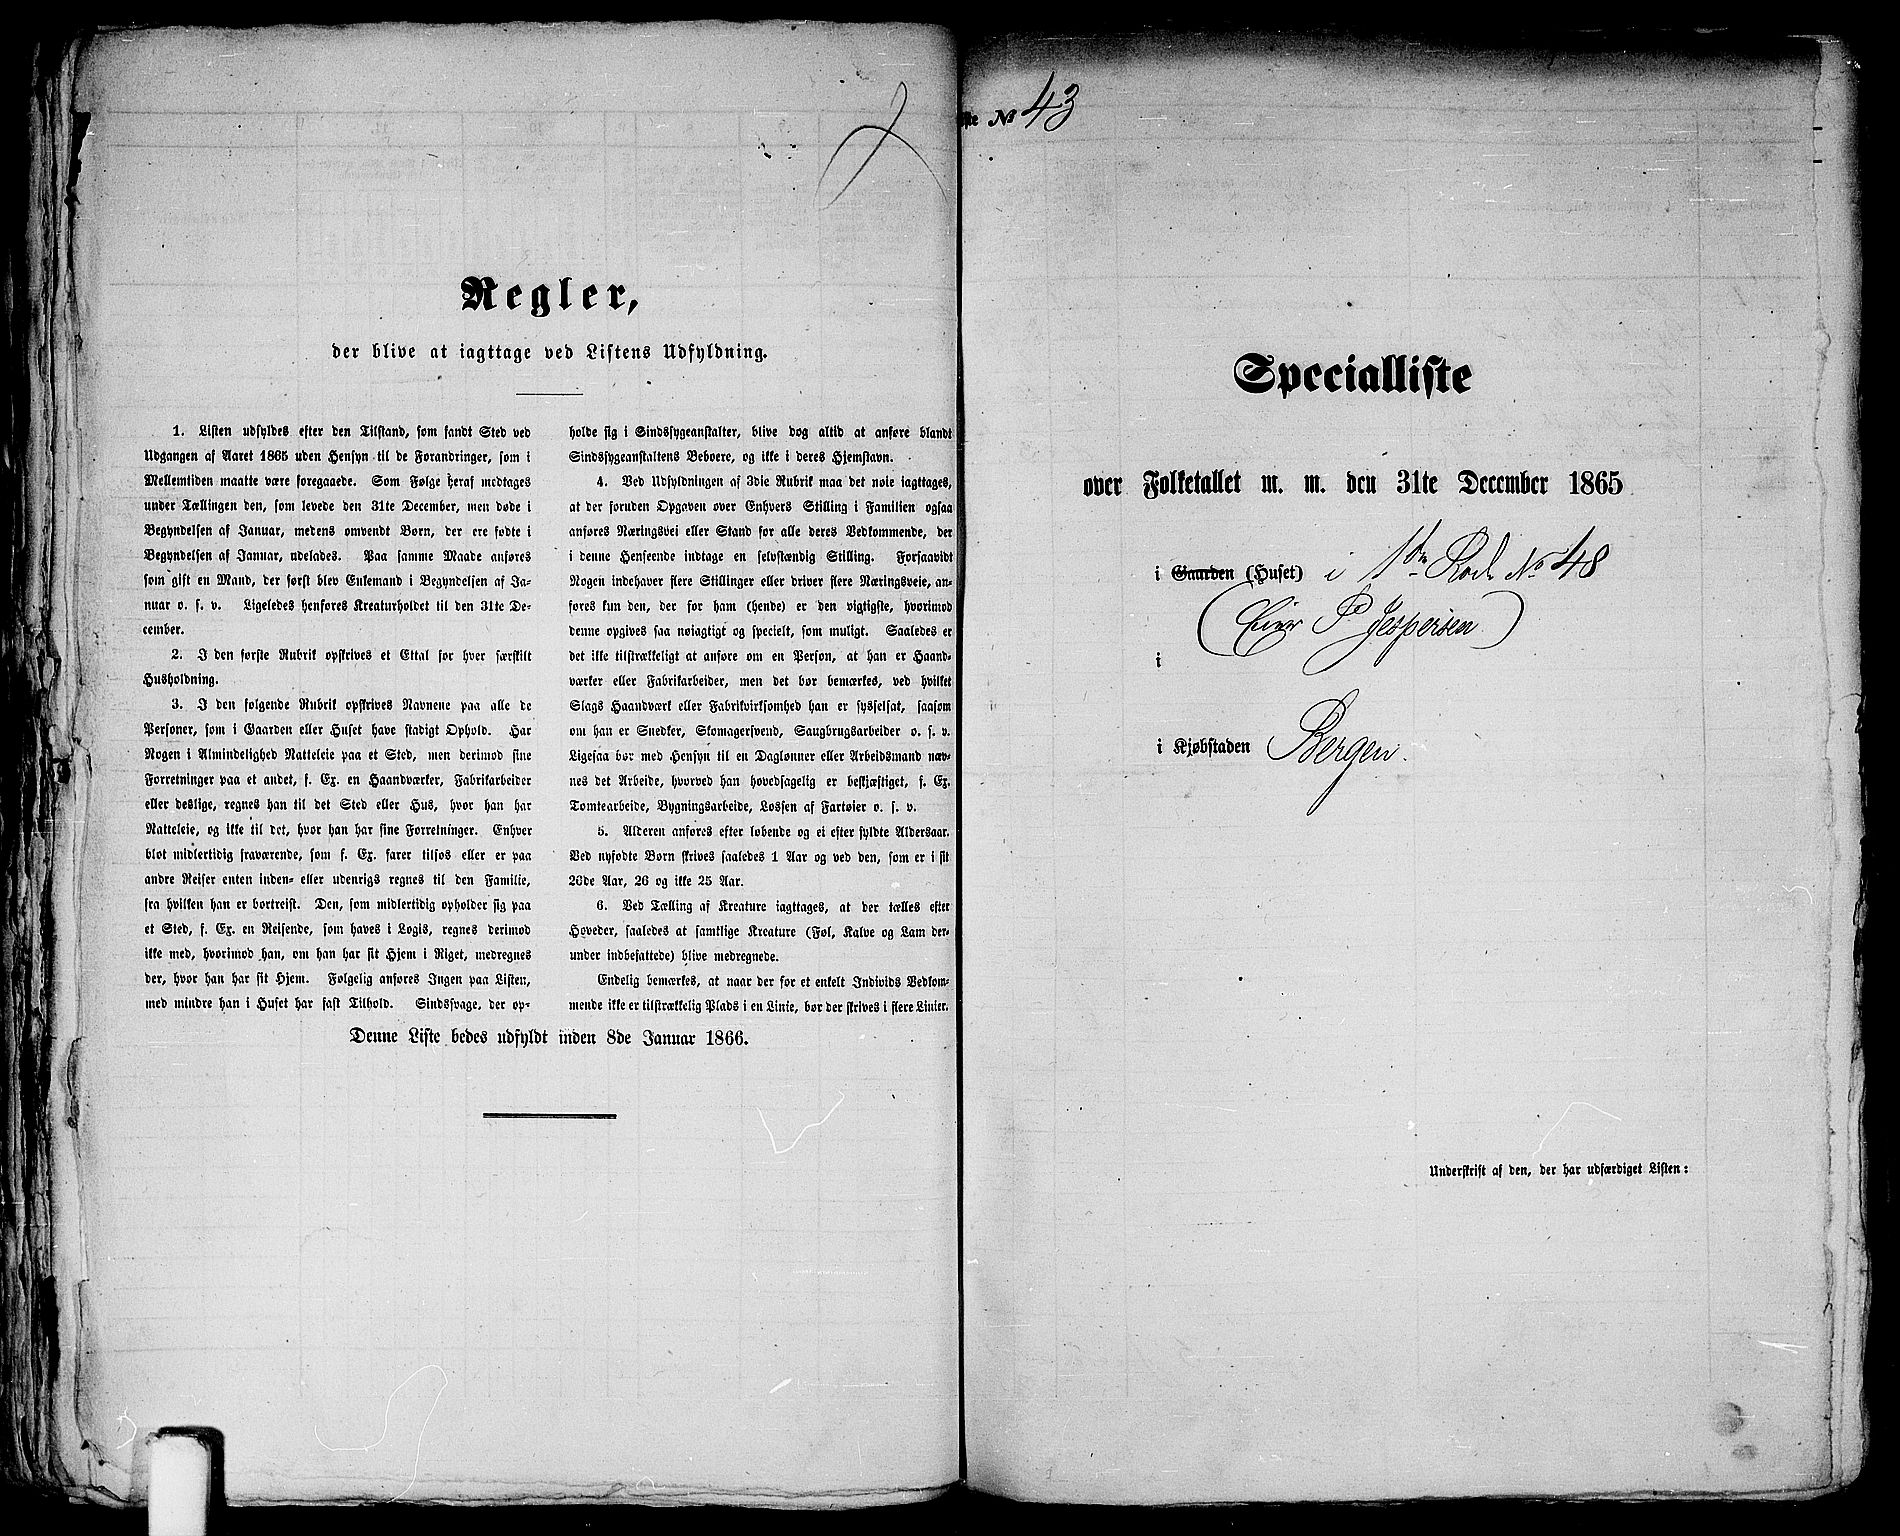 Regler,
der blive at iagttage ved Listens Udfyldning.
1. Listen udfyldes efter den Tilstand, som fandt Sted ved
Udgangen af Aaret 1865 uden Hensyn til de Forandringer, som i
Mellemtiden maatte være foregaaede. Som Følge heraf medtages
under Tællingen den, som levede den 31te December, men døde i
Begyndelsen af Januar, medens omvendt Børn, der ere fødte i
Begyndelsen af Januar, udelades. Paa samme Maade anføres
som gift en Mand, der først blev Enkemand i Begyndelsen af Ja-
nuar o. s. v. Ligeledes henføres Kreaturholdet til den 31te De-
cember.
2. I den første Rubrik opskrives et Ettal for hver særskilt
Husholdning.
3. I den følgende Rubrik opskrives Navnene paa alle de
Personer, som i Gaarden eller Huset have stadigt Ophold. Har
Nogen i Almindelighed Natteleie paa et Sted, men derimod sine
Forretninger paa et andet, f. Ex. en Haandværker, Fabrikarbeider
eller deslige, regnes han til det Sted eller Hus, hvor han har
Natteleie, og ikke til det, hvor han har sine Forretninger. Enhver
blot midlertidig fraværende, som f. Ex. farer tilsøs eller er paa
andre Reiser enten inden- eller udenrigs regnes til den Familie,
fra hvilken han er bortreist. Den, som midlertidig opholder sig paa
et Sted, f. Ex. en Reisende, som haves i Logis, regnes derimod
ikke med, hvorimod han, om han har sit Hjem i Riget, medregnes
der, hvor han har sit Hjem. Følgelig anføres Ingen paa Listen,
med mindre han i Huset har fast Tilhold. Sindssvage, der op-
holde sig i Sindssygeanstalter, blive dog altid at anføre blandt
Sindssygeanstaltens Beboere, og ikke i deres Hjemstavn.
4. Ved Udfyldningen af 3die Rubrik maa det nøie iagttages,
at der foruden Opgaven over Enhvers Stilling i Familien ogsaa
anføres Næringsvei eller Stand for alle deres Vedkommende, der
i denne Henseende indtage en selvstændig Stilling. Forsaavidt
Nogen indehaver flere Stillinger eller driver flere Næringsveie, an-
føres kun den, der for ham (hende) er den vigtigste, hvorimod
denne opgives saa nøiagtigt og specielt, som muligt. Saaledes er
det ikke tilstrækkeligt at anføre om en Person, at han er Haand-
værker eller Fabrikarbeider, men det bør bemærkes, ved hvilket
Slags Haandværk eller Fabrikvirksomhed han er sysselsat, saasom
om han er Snedker, Skomagersvend, Saugbrugsarbeider o. s. v.
Ligesaa bør med Hensyn til en Dagløнner eller Arbeidsmand næv-
nes det Arbeide, hvorved han hovedsagelig er beskjæftiget, f. Ex.
Tomtearbeide, Bygningsarbeide, Lossen af Fartøier o. s. v.
5. Alderen anføres efter løbende og ei efter fyldte Aldersaar.
Ved nyfødte Børn skrives saaledes 1 Aar og ved den, som er i sit
26de Aar, 26 og ikke 25 Aar.
6. Ved Tælling af Kreature iagttages, at der tælles efter
Hoveder, saaledes at samtlige Kreature (Føl, Kalve og Lam der-
under indbefattede) blive medregnede.
Endelig bemærkes, at naar der for et enkelt Individs Vedkom-
mende ikke er tilstrækkelig Plads i en Linie, bør der skrives i flere Linier.
Denne Liste bedes udfyldt inden 8de Januar 1866.
ste № 43
Specialliste
over Folketallet m. m. den 31te December 1865
i Gaarden (Huset) i 1ste Rode No 48
(Eier P Jespersen)
i
i Kjøbstaden Bergen.
Underskrift af den, der har udfærdiget Listen: